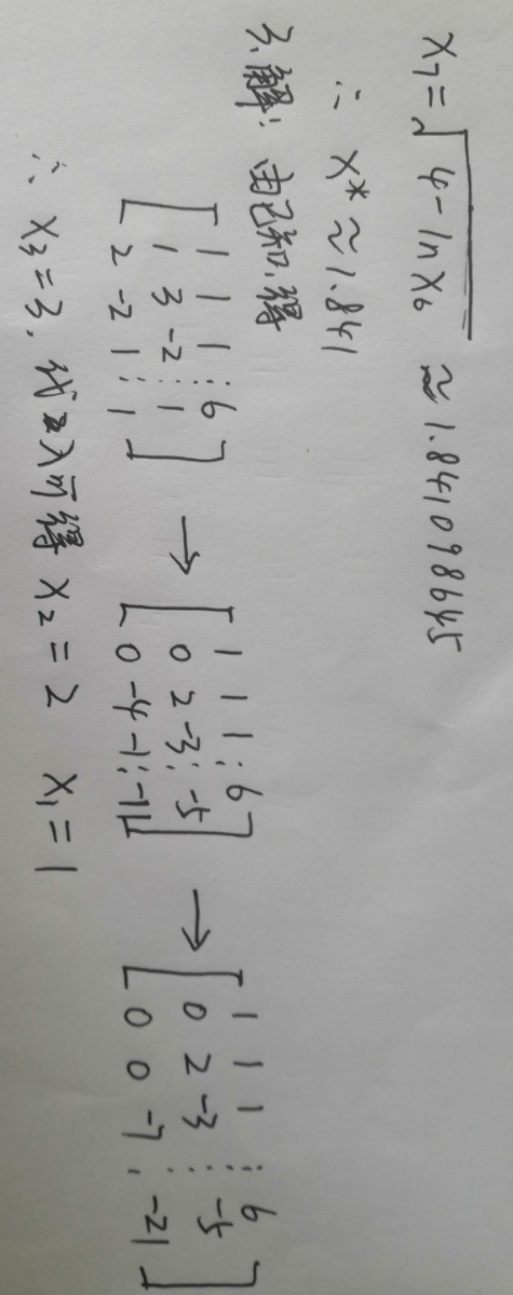 x₇ = √(4 - ln x₆) ≈ 1.841098645
∴ x* ≈ 1.841
3、解: 由已知,得
[1 1 1 ⋮ 6; 1 3 -2 ⋮ 1; 2 -2 1 ⋮ 1] → [1 1 1 ⋮ 6; 0 2 -3 ⋮ -5; 0 -4 -1 ⋮ -11] → [1 1 1 ⋮ 6; 0 2 -3 ⋮ -5; 0 0 -7 ⋮ -21]
∴ x₃ = 3, 代入可得 x₂ = 2 x₁ = 1